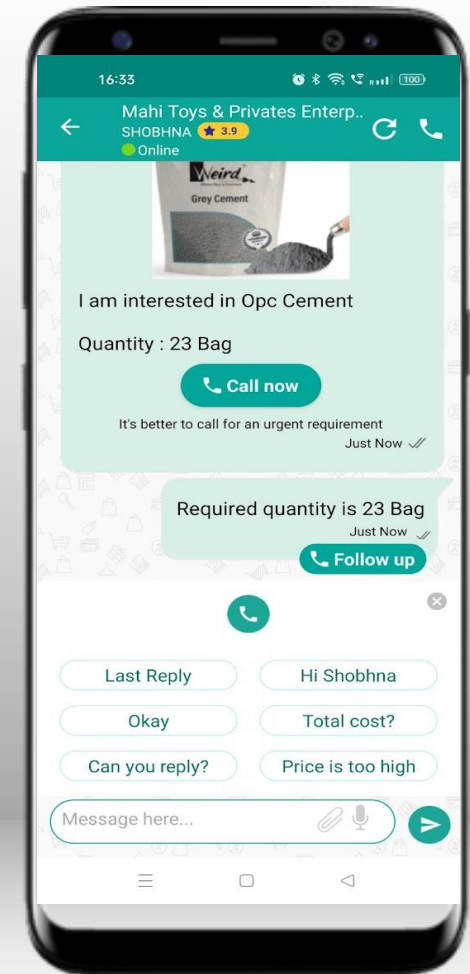 16:33
100
Mahi Toys & Privates Enterp..
SHOBHNA ★ 3.9
Online
Weird
Grey Cement
I am interested in Opc Cement
Quantity : 23 Bag
Call now
It's better to call for an urgent requirement
Just Now
Required quantity is 23 Bag
Just Now
Follow up
Last Reply
Hi Shobhna
Okay
Total cost?
Can you reply?
Price is too high
Message here...